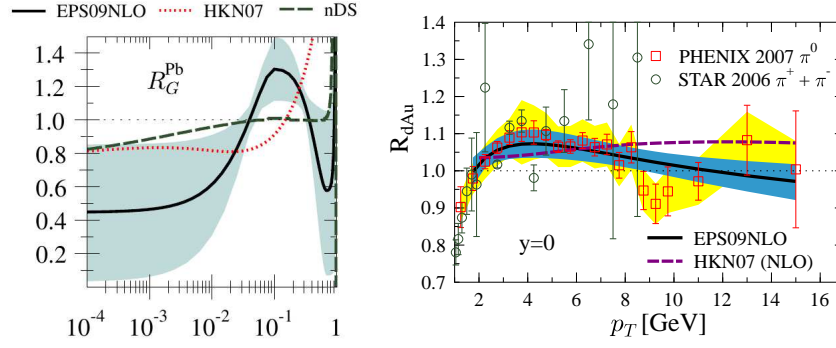 EPS09NLO HKN07 nDS
1.4
1.2
1.0
0.8
0.6
0.4
0.2
R_G^Pb
10^-4 10^-3 10^-2 10^-1 1
1.4
1.3
1.2
1.1
1.0
0.9
0.8
0.7
R_dAu
PHENIX 2007 π^0
STAR 2006 π^+ + π^-
y=0
EPS09NLO
HKN07 (NLO)
2 4 6 8 10 12 14 16
p_T [GeV]